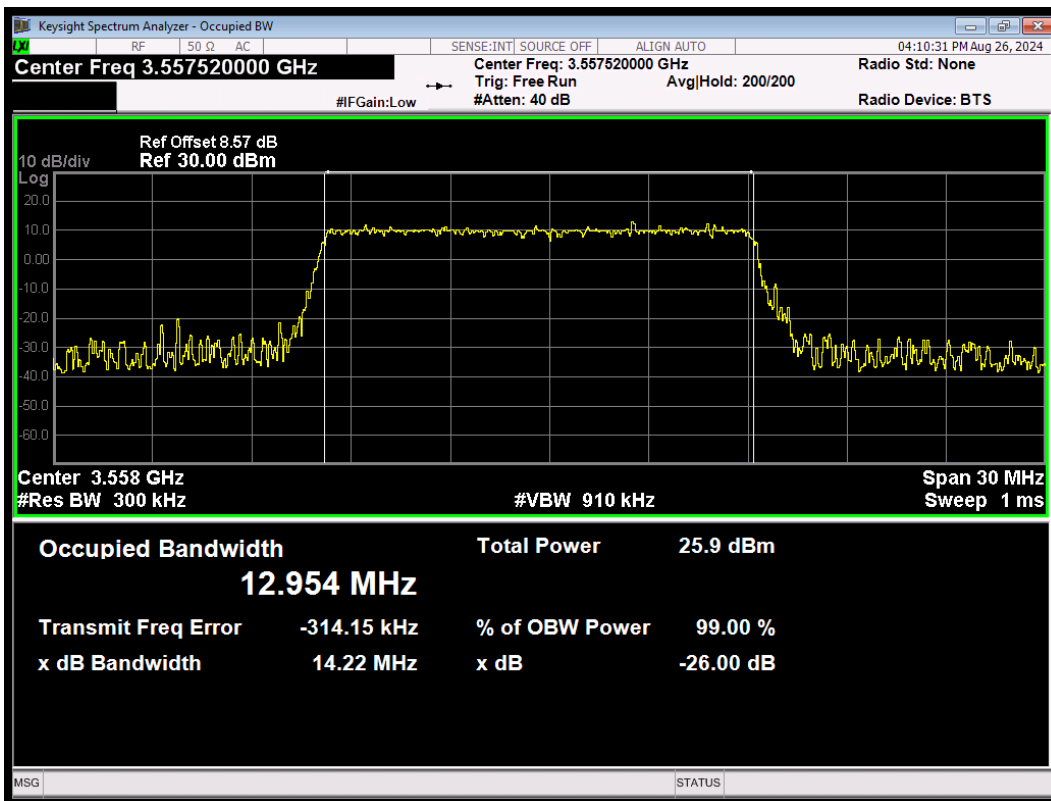 Keysight Spectrum Analyzer - Occupied BW
LXI RF 50 Ω AC SENSE:INT SOURCE OFF ALIGN AUTO 04:10:31 PM Aug 26, 2024
Center Freq 3.557520000 GHz
Center Freq: 3.557520000 GHz Radio Std: None
Trig: Free Run Avg|Hold: 200/200
#IFGain:Low #Atten: 40 dB Radio Device: BTS
Ref Offset 8.57 dB
10 dB/div Ref 30.00 dBm
Log
20.0
10.0
0.00
-10.0
-20.0
-30.0
-40.0
-50.0
-60.0
Center 3.558 GHz Span 30 MHz
#Res BW 300 kHz #VBW 910 kHz Sweep 1 ms
Occupied Bandwidth Total Power 25.9 dBm
12.954 MHz
Transmit Freq Error -314.15 kHz % of OBW Power 99.00 %
x dB Bandwidth 14.22 MHz x dB -26.00 dB
MSG STATUS